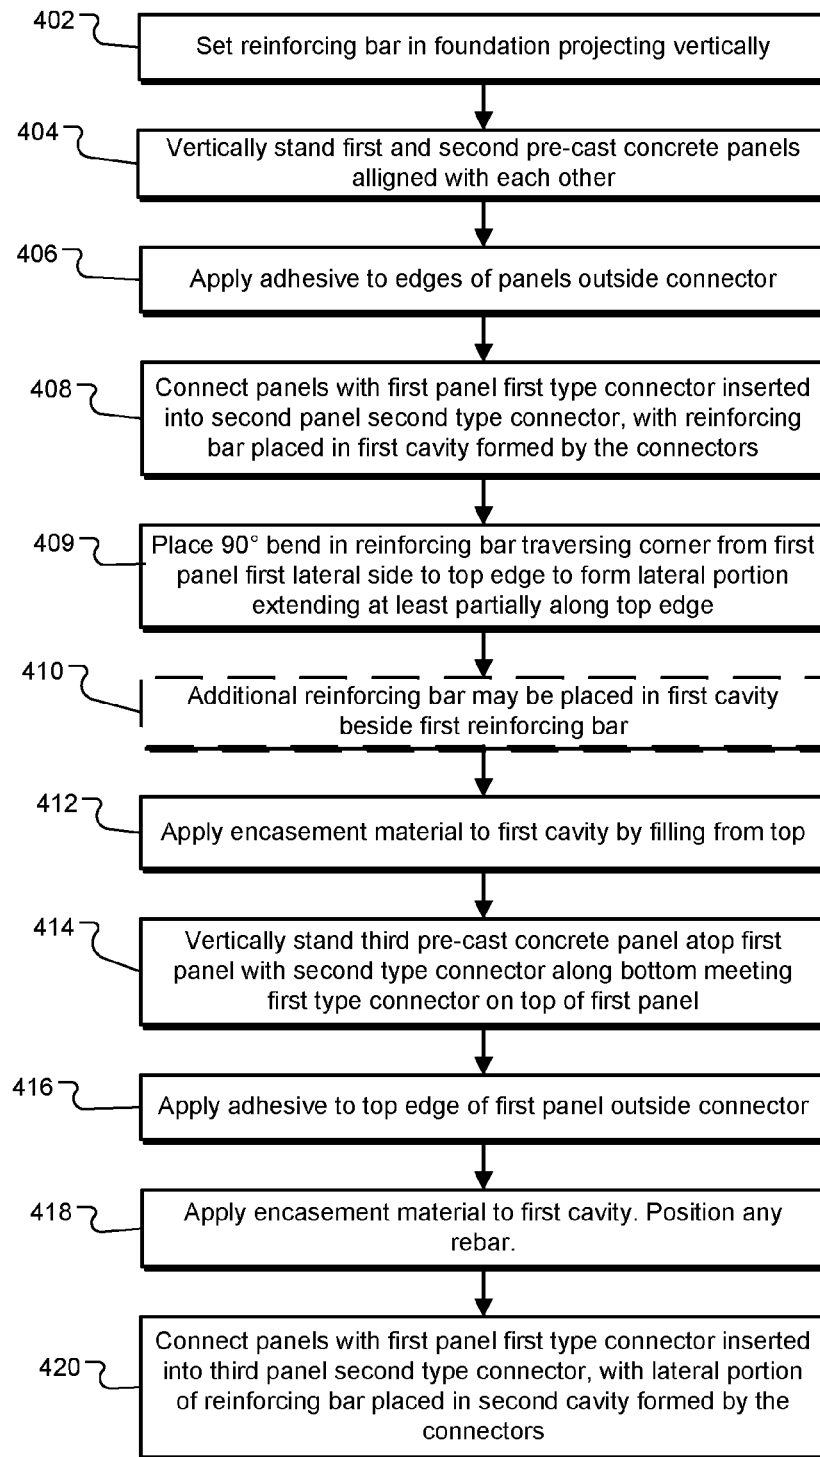 402
Set reinforcing bar in foundation projecting vertically
404
Vertically stand first and second pre-cast concrete panels
alligned with each other
406
Apply adhesive to edges of panels outside connector
408
Connect panels with first panel first type connector inserted
into second panel second type connector, with reinforcing
bar placed in first cavity formed by the connectors
409
Place 90° bend in reinforcing bar traversing corner from first
panel first lateral side to top edge to form lateral portion
extending at least partially along top edge
410
Additional reinforcing bar may be placed in first cavity
beside first reinforcing bar
412
Apply encasement material to first cavity by filling from top
414
Vertically stand third pre-cast concrete panel atop first
panel with second type connector along bottom meeting
first type connector on top of first panel
416
Apply adhesive to top edge of first panel outside connector
418
Apply encasement material to first cavity. Position any
rebar.
420
Connect panels with first panel first type connector inserted
into third panel second type connector, with lateral portion
of reinforcing bar placed in second cavity formed by the
connectors